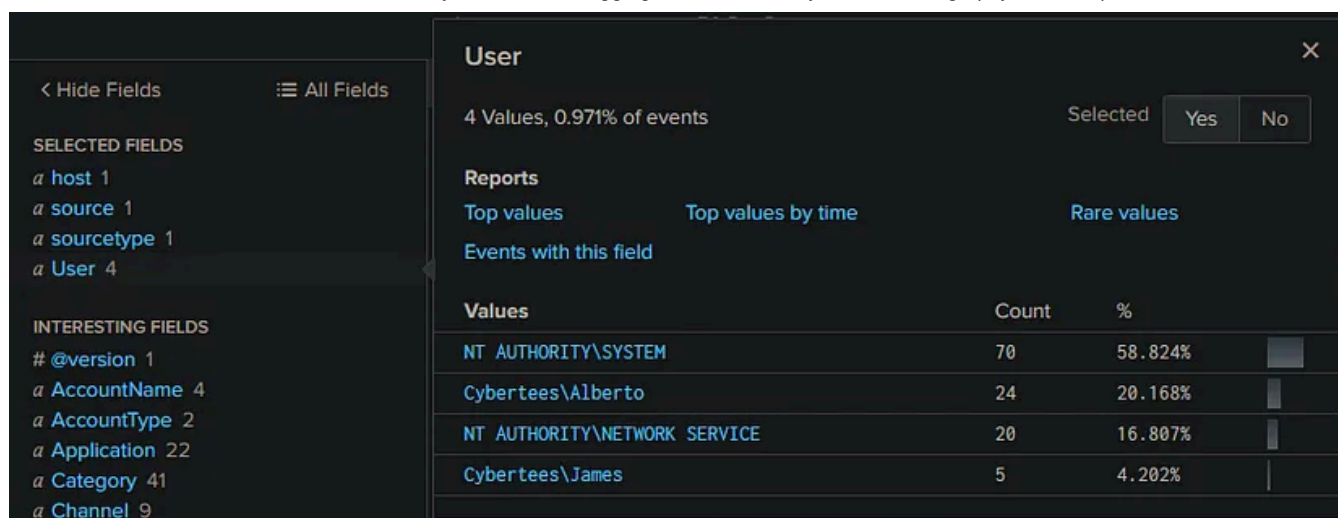 < Hide Fields
All Fields
SELECTED FIELDS
a host 1
a source 1
a sourcetype 1
a User 4
INTERESTING FIELDS
# @version 1
a AccountName 4
a AccountType 2
a Application 22
a Category 41
a Channel 9
User
4 Values, 0.971% of events
Selected Yes No
Reports
Top values Top values by time Rare values
Events with this field
Values Count %
NT AUTHORITY\SYSTEM 70 58.824%
Cybertees\Alberto 24 20.168%
NT AUTHORITY\NETWORK SERVICE 20 16.807%
Cybertees\James 5 4.202%